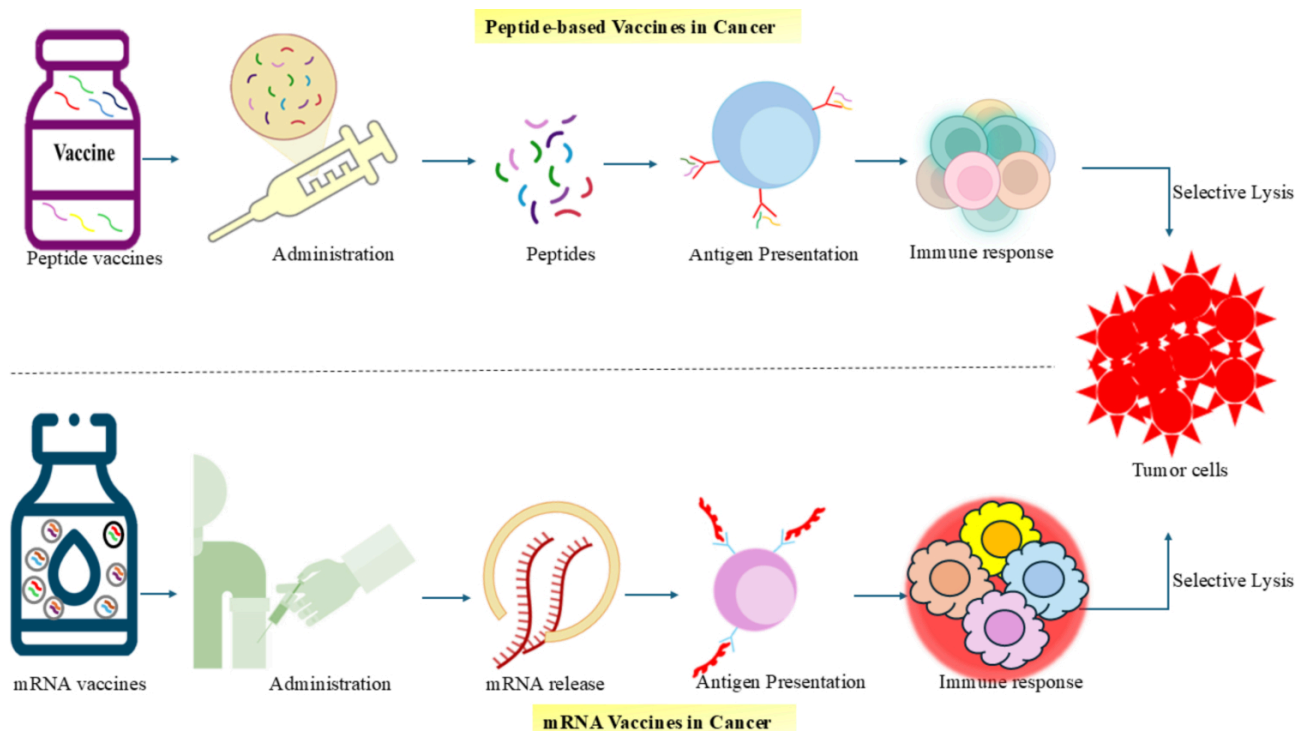 Peptide-based Vaccines in Cancer
Vaccine
Peptide vaccines
Administration
Peptides
Antigen Presentation
Immune response
Selective Lysis
Tumor cells
Selective Lysis
mRNA vaccines
Administration
mRNA release
Antigen Presentation
Immune response
mRNA Vaccines in Cancer